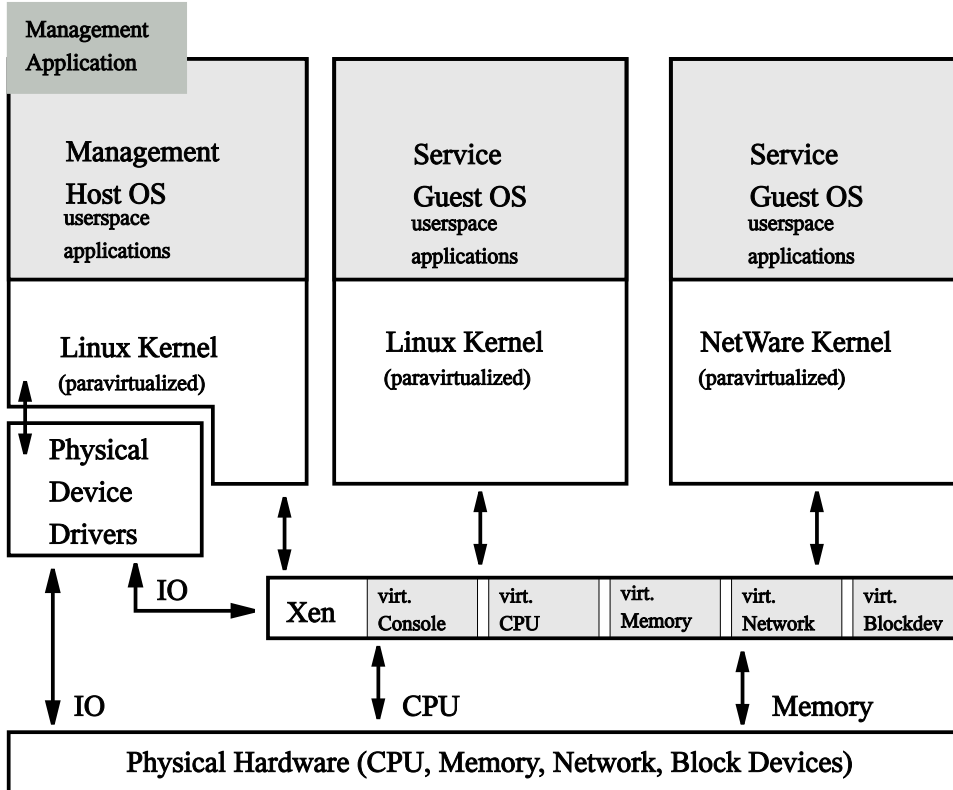 Management
Application
Management
Host OS
userspace
applications
Service
Guest OS
userspace
applications
Service
Guest OS
userspace
applications
Linux Kernel
(paravirtualized)
Linux Kernel
(paravirtualized)
NetWare Kernel
(paravirtualized)
Physical
Device
Drivers
IO
Xen
virt.
Console
virt.
CPU
virt.
Memory
virt.
Network
virt.
Blockdev
IO
CPU
Memory
Physical Hardware (CPU, Memory, Network, Block Devices)